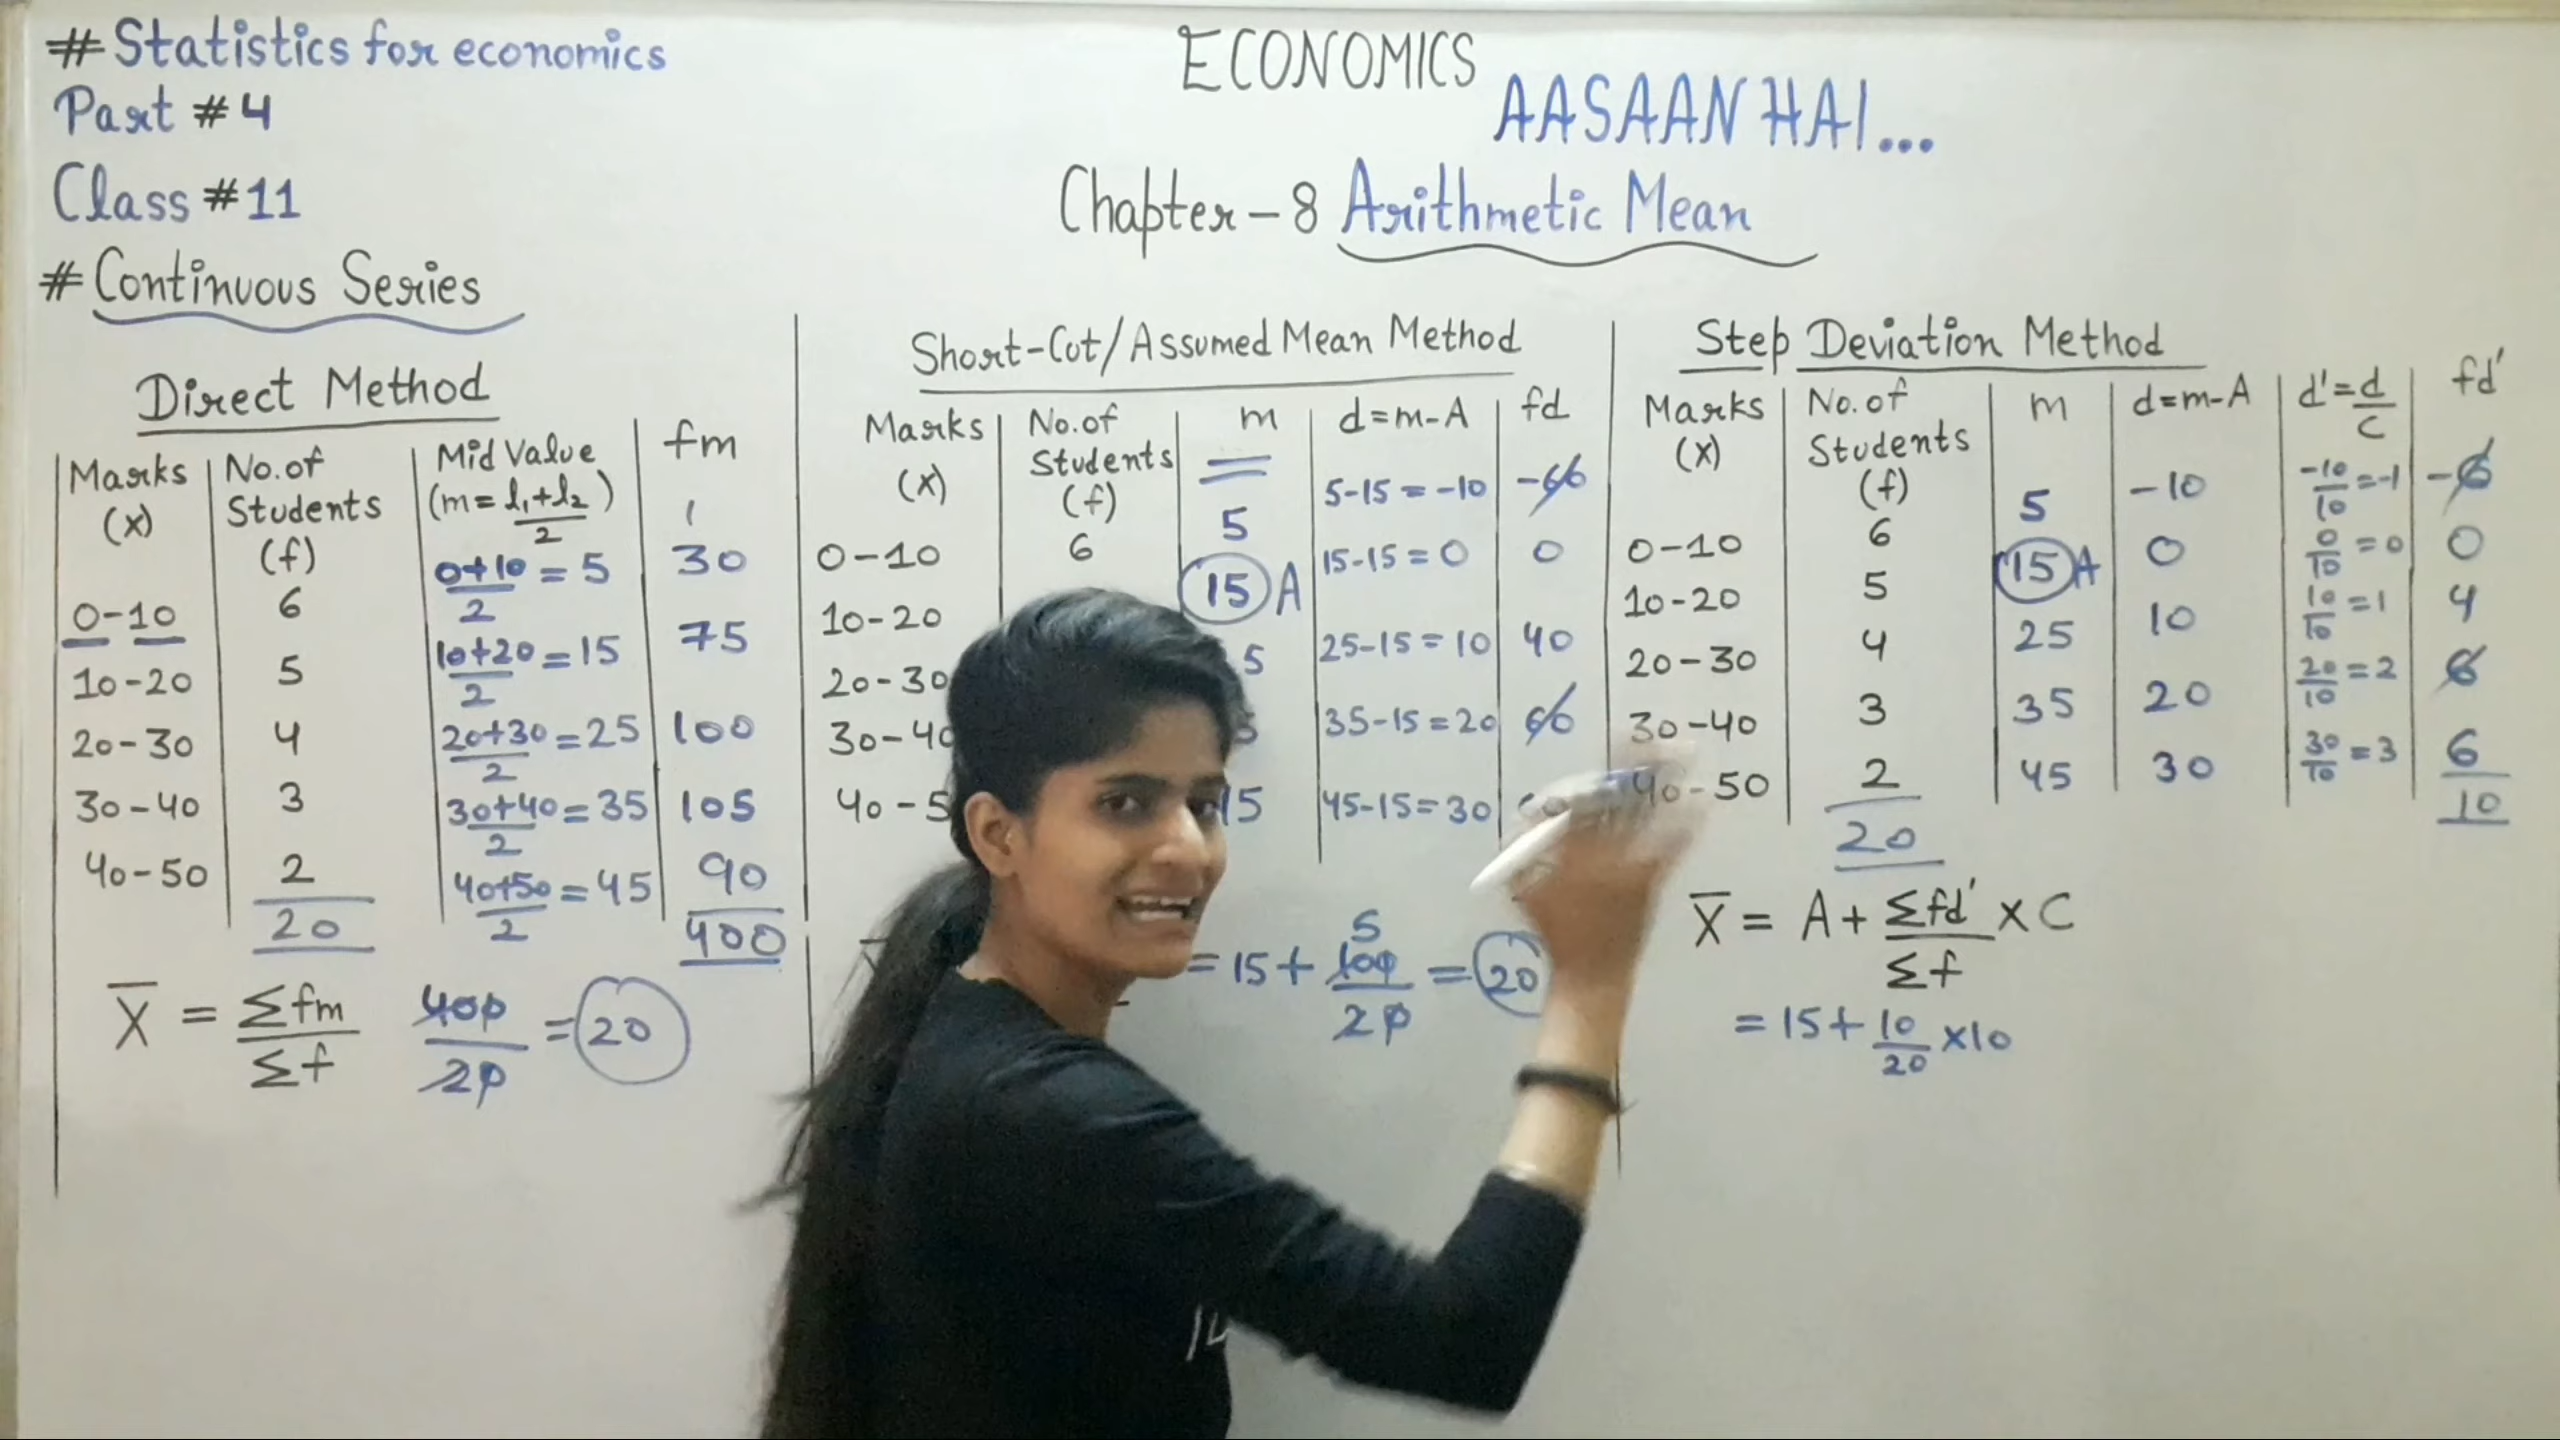 # Statistics for economics
Part # 4
Class # 11
# Continuous Series
ECONOMICS
AASAAN HAI...
Chapter – 8 Arithmetic Mean
Direct Method
Marks (X) | No. of Students (f) | Mid Value (m = l₁+l₂/2) | fm
0-10 | 6 | 0+10/2 = 5 | 30
10-20 | 5 | 10+20/2 = 15 | 75
20-30 | 4 | 20+30/2 = 25 | 100
30-40 | 3 | 30+40/2 = 35 | 105
40-50 | 2 | 40+50/2 = 45 | 90
20 | 400
X̄ = Σfm/Σf 400/20 = 20
Short-Cut/Assumed Mean Method
Marks (X) | No. of Students (f) | m | d=m-A | fd
0-10 | 6 | 5 | 5-15 = -10 | -60
10-20 | 15 A | 15-15 = 0 | 0
20-30 | 5 | 25-15 = 10 | 40
30-40 | 5 | 35-15 = 20 | 60
40-5 | 15 | 45-15 = 30
5
= 15 + 100/20 = 20
Step Deviation Method
Marks (X) | No. of Students (f) | m | d=m-A | d'=d/c | fd'
0-10 | 6 | 5 | -10 | -10/10 = -1 | -6
10-20 | 5 | 15 A | 0 | 0/10 = 0 | 0
20-30 | 4 | 25 | 10 | 10/10 = 1 | 4
30-40 | 3 | 35 | 20 | 20/10 = 2 | 6
40-50 | 2 | 45 | 30 | 30/10 = 3 | 6
20 | 10
X̄ = A + Σfd'/Σf × C
= 15 + 10/20 ×10